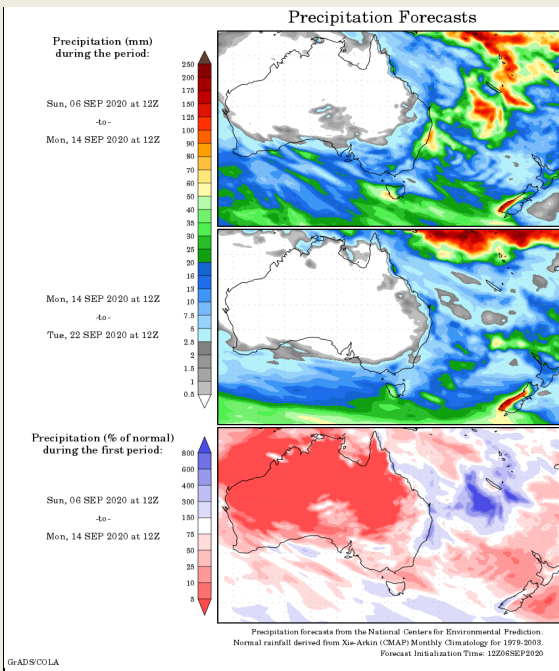 Precipitation Forecasts
Precipitation (mm)
during the period:
Sun, 06 SEP 2020 at 12Z
-to-
Mon, 14 SEP 2020 at 12Z
250
200
175
150
125
100
90
80
70
60
50
40
35
30
25
20
16
13
10
7.5
5
2.5
2
1.5
1
0.5
Mon, 14 SEP 2020 at 12Z
-to-
Tue, 22 SEP 2020 at 12Z
Precipitation (% of normal)
during the first period:
Sun, 06 SEP 2020 at 12Z
-to-
Mon, 14 SEP 2020 at 12Z
800
600
400
300
150
75
50
25
10
5
Precipitation forecasts from the National Centers for Environmental Prediction.
Normal rainfall derived from Xie-Arkin (CMAP) Monthly Climatology for 1979-2003.
Forecast Initialization Time: 12Z06SEP2020
GrADS/COLA